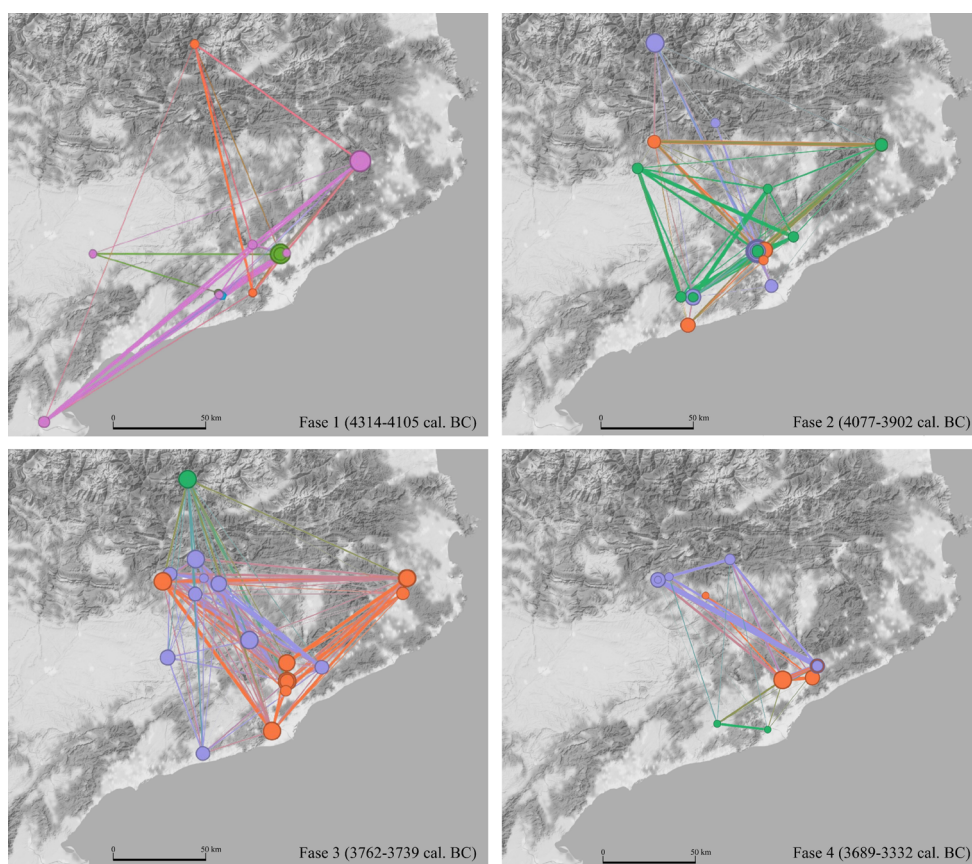 0 50 km
Fase 1 (4314-4105 cal. BC)
0 50 km
Fase 2 (4077-3902 cal. BC)
0 50 km
Fase 3 (3762-3739 cal. BC)
0 50 km
Fase 4 (3689-3332 cal. BC)